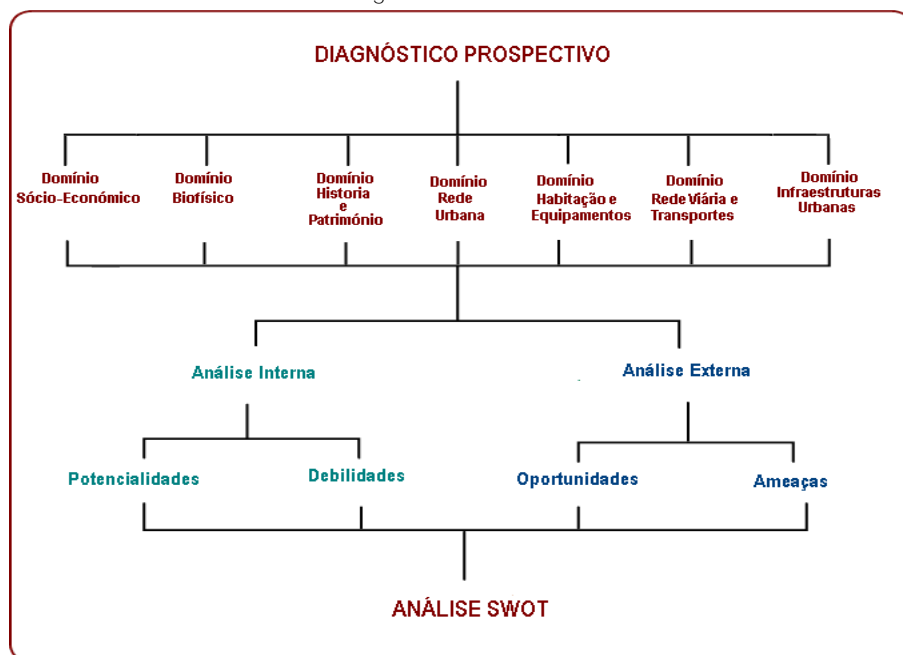 DIAGNÓSTICO PROSPECTIVO
Domínio
Sócio-Económico
Domínio
Biofísico
Domínio
Historia
e
Património
Domínio
Rede
Urbana
Domínio
Habitação e
Equipamentos
Domínio
Rede Viária e
Transportes
Domínio
Infraestruturas
Urbanas
Análise Interna
Análise Externa
Potencialidades
Debilidades
Oportunidades
Ameaças
ANÁLISE SWOT